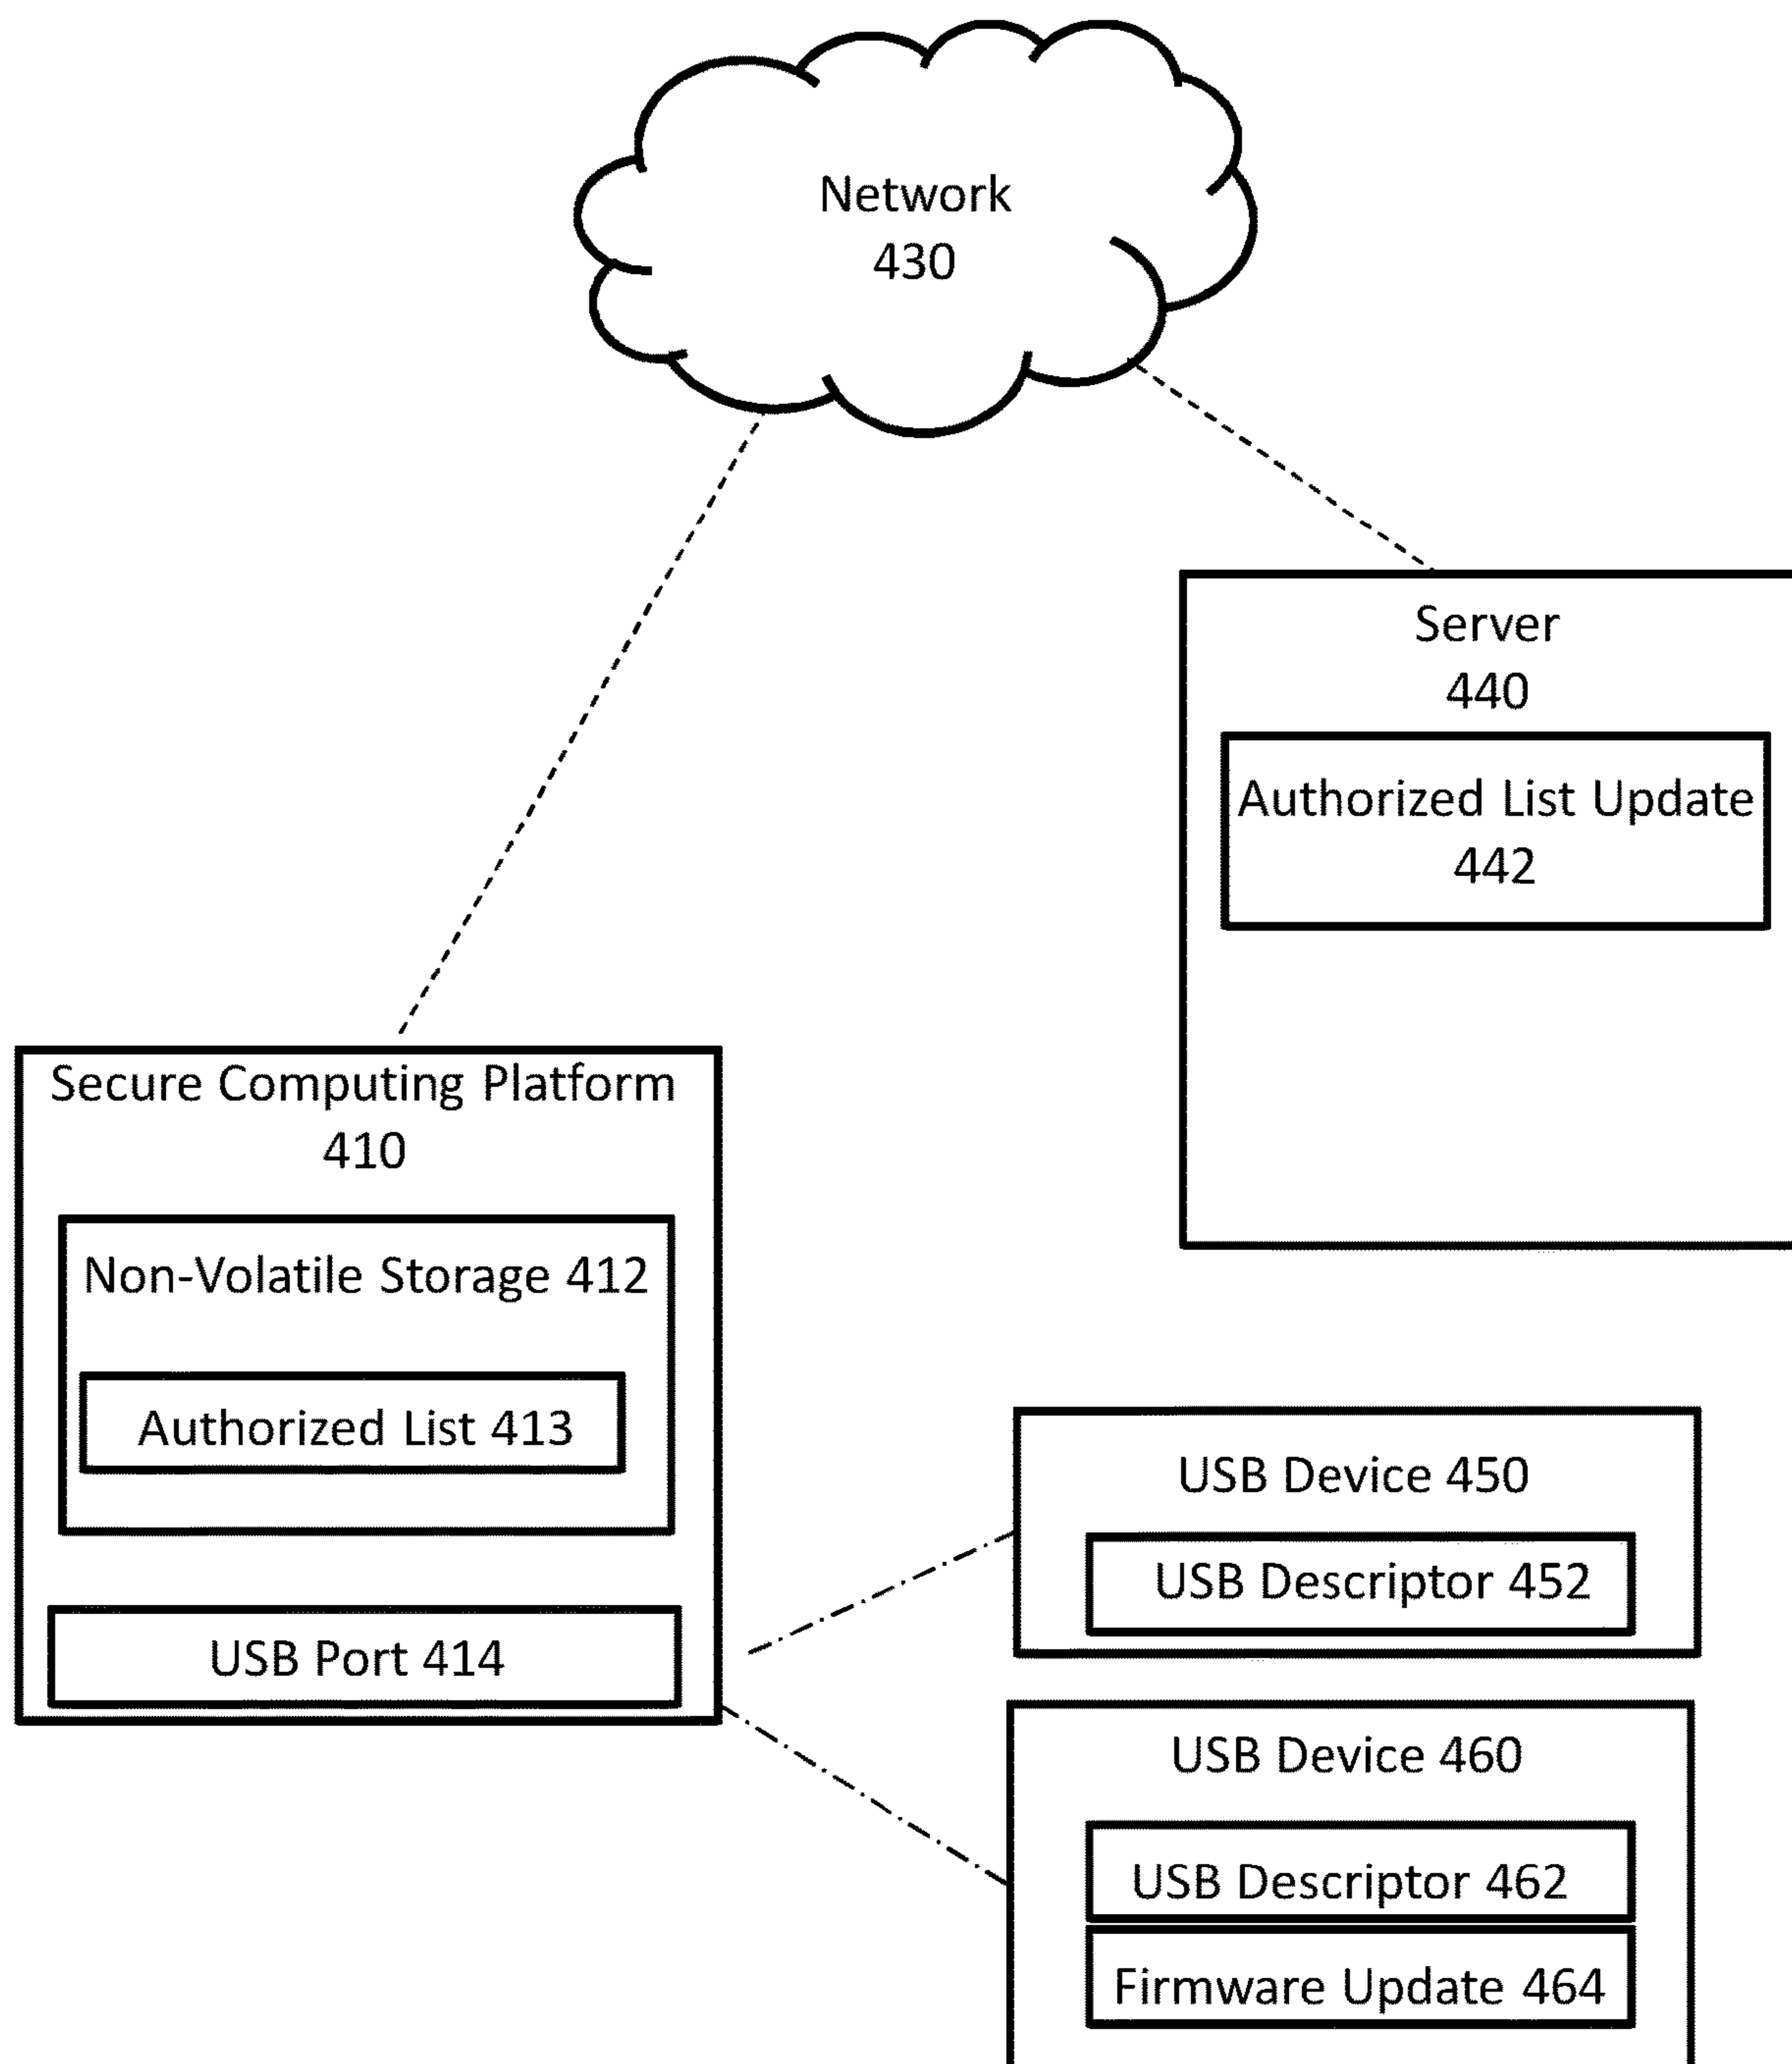 Network
430
Server
440
Authorized List Update
442
Secure Computing Platform
410
Non-Volatile Storage 412
Authorized List 413
USB Port 414
USB Device 450
USB Descriptor 452
USB Device 460
USB Descriptor 462
Firmware Update 464